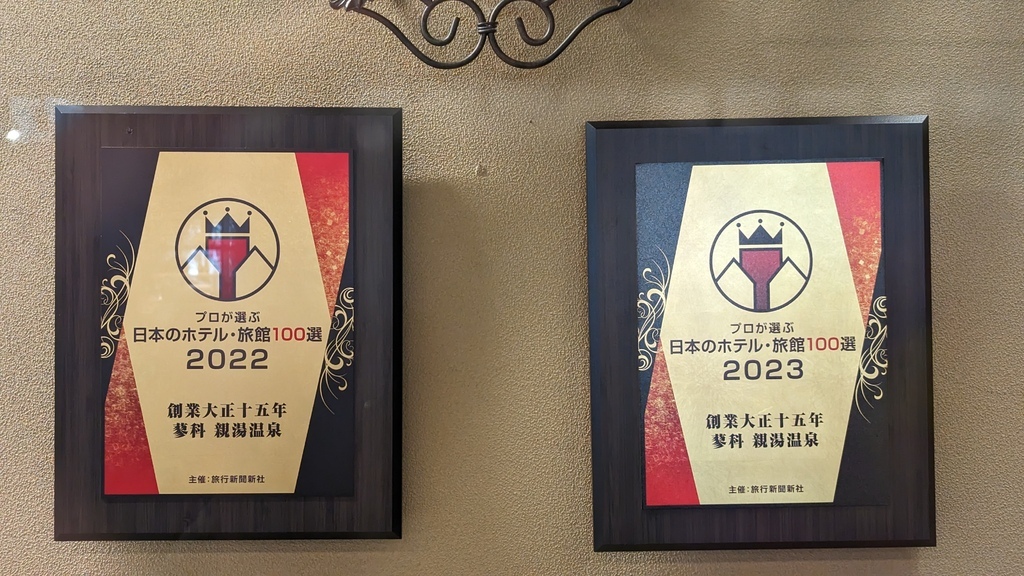 プロが選ぶ
日本のホテル・旅館100選
2022
創業大正十五年
蓼科 親湯温泉
主催:旅行新聞新社
プロが選ぶ
日本のホテル・旅館100選
2023
創業大正十五年
蓼科 親湯温泉
主催:旅行新聞新社